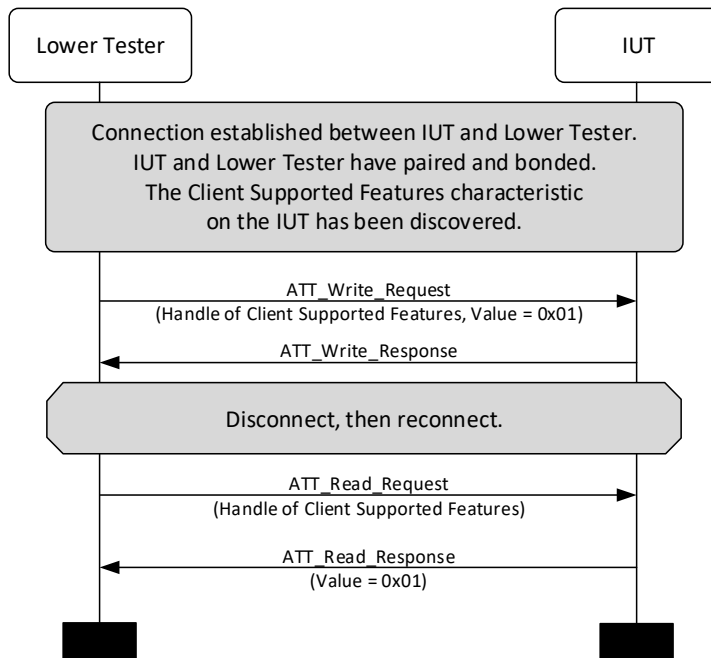 Lower Tester
IUT
Connection established between IUT and Lower Tester.
IUT and Lower Tester have paired and bonded.
The Client Supported Features characteristic
on the IUT has been discovered.
ATT_Write_Request
(Handle of Client Supported Features, Value = 0x01)
ATT_Write_Response
Disconnect, then reconnect.
ATT_Read_Request
(Handle of Client Supported Features)
ATT_Read_Response
(Value = 0x01)